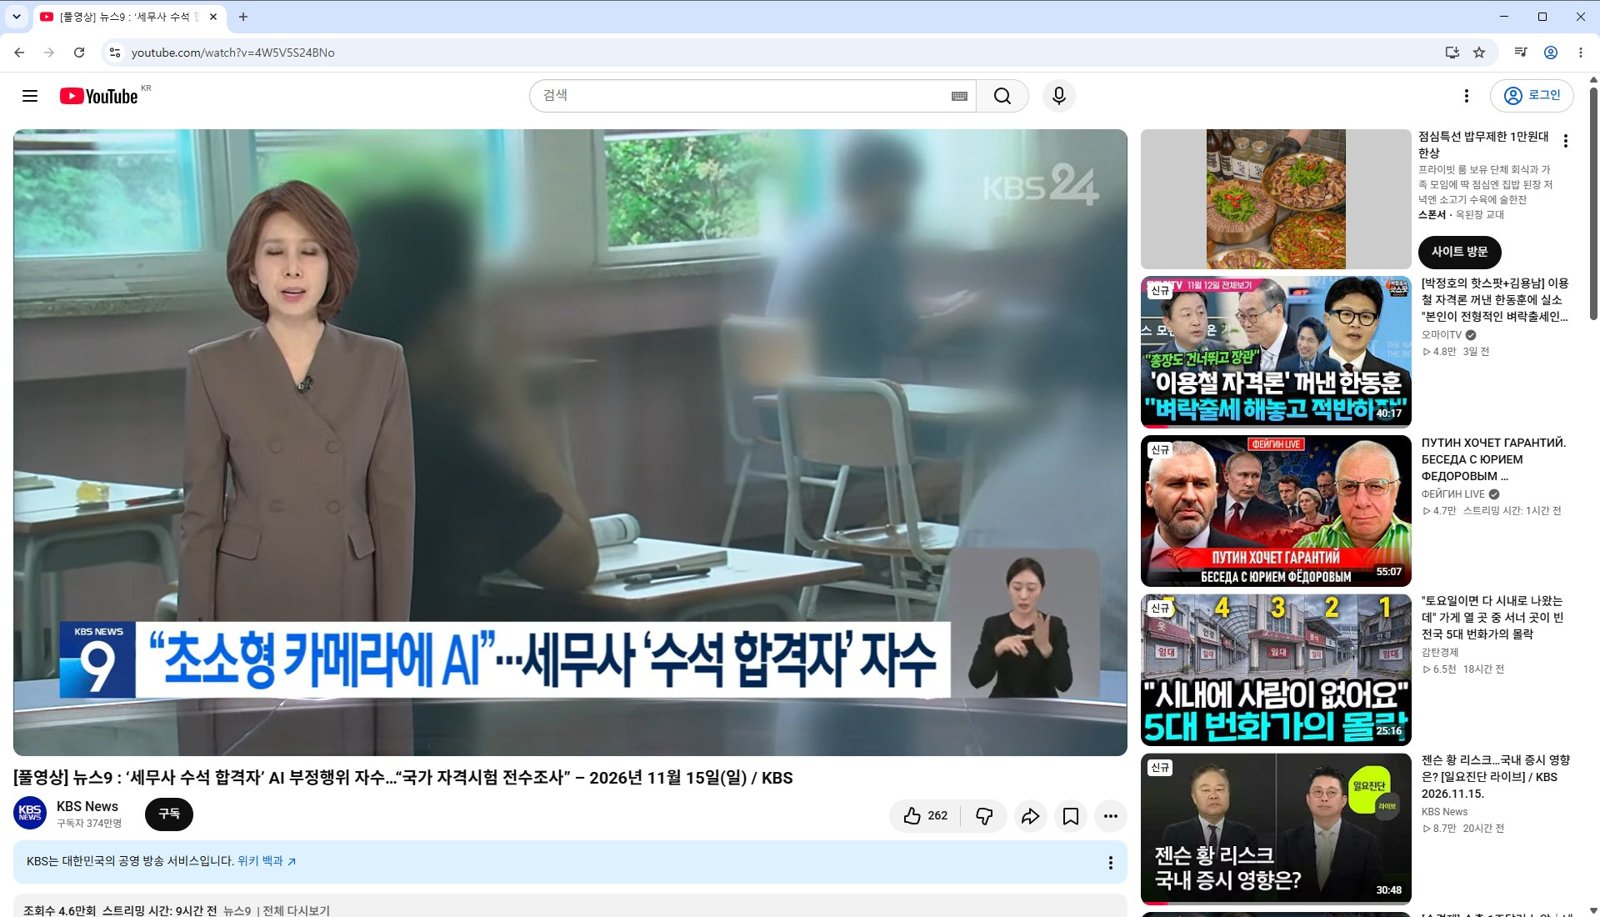 [풀영상] 뉴스9 : ‘세무사 수석
youtube.com/watch?v=4W5V5S24BNo
YouTube KR
검색
로그인
KBS 24
KBS NEWS
9
“초소형 카메라에 AI”…세무사 ‘수석 합격자’ 자수
[풀영상] 뉴스9 : ‘세무사 수석 합격자’ AI 부정행위 자수…“국가 자격시험 전수조사” – 2026년 11월 15일(일) / KBS
KBS NEWS
KBS News
구독자 374만명
구독
262
KBS는 대한민국의 공영 방송 서비스입니다. 위키 백과
조회수 4.6만회 스트리밍 시간: 9시간 전 뉴스9 | 전체 다시보기
점심특선 밥무제한 1만원대
한상
프라이빗 룸 보유 단체 회식과 가
족 모임에 딱 점심엔 집밥 된장 저
녁엔 소고기 수육에 술한잔
스폰서 · 옥된장 교대
사이트 방문
신규
TV 11월 12일 전체보기
"총장도 건너뛰고 장관"
'이용철 자격론' 꺼낸 한동훈
"벼락출세 해놓고 적반하장"
40:17
[박정호의 핫스팟+김용남] 이용
철 자격론 꺼낸 한동훈에 실소
"본인이 전형적인 벼락출세인...
오마이TV
4.8만 3일 전
신규
ФЕЙГИН LIVE
ПУТИН ХОЧЕТ ГАРАНТИЙ
БЕСЕДА С ЮРИЕМ ФЁДОРОВЫМ
55:07
ПУТИН ХОЧЕТ ГАРАНТИЙ.
БЕСЕДА С ЮРИЕМ
ФЕДОРОВЫМ ...
ФЕЙГИН LIVE
4.7만 스트리밍 시간: 1시간 전
신규
5 4 3 2 1
안경
안경
임대
임대
임대
임대
임대
"시내에 사람이 없어요"
5대 번화가의 몰락
25:16
"토요일이면 다 시내로 나왔는
데" 가게 열 곳 중 서너 곳이 빈
전국 5대 번화가의 몰락
감탄경제
6.5천 18시간 전
신규
일요진단
라이브
젠슨 황 리스크
국내 증시 영향은?
30:48
젠슨 황 리스크…국내 증시 영향
은? [일요진단 라이브] / KBS
2026.11.15.
KBS News
8.7만 20시간 전